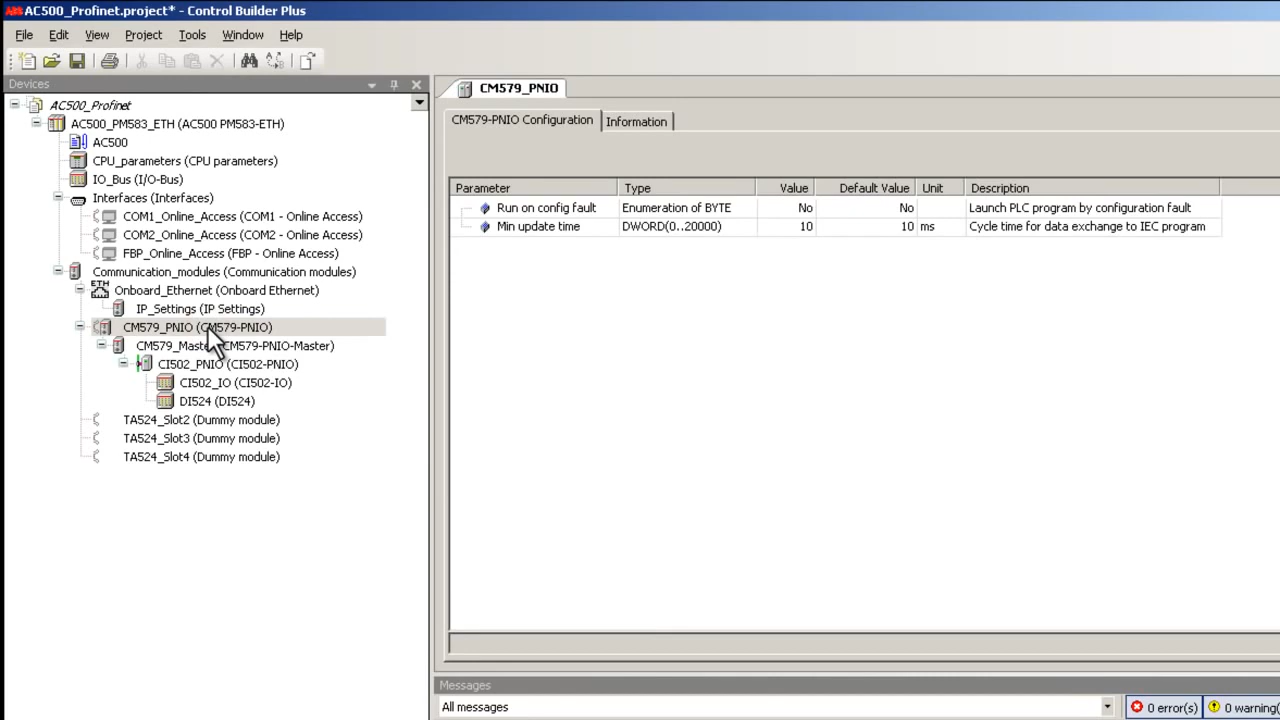 ABB AC500_Profinet.project* - Control Builder Plus
File Edit View Project Tools Window Help
Devices
AC500_Profinet
AC500_PM583_ETH (AC500 PM583-ETH)
AC500
CPU_parameters (CPU parameters)
IO_Bus (I/O-Bus)
Interfaces (Interfaces)
COM1_Online_Access (COM1 - Online Access)
COM2_Online_Access (COM2 - Online Access)
FBP_Online_Access (FBP - Online Access)
Communication_modules (Communication modules)
ETH Onboard_Ethernet (Onboard Ethernet)
IP_Settings (IP Settings)
CM579_PNIO (CM579-PNIO)
CM579_Master (CM579-PNIO-Master)
CI502_PNIO (CI502-PNIO)
CI502_IO (CI502-IO)
DI524 (DI524)
TA524_Slot2 (Dummy module)
TA524_Slot3 (Dummy module)
TA524_Slot4 (Dummy module)
CM579_PNIO
CM579-PNIO Configuration Information
Parameter Type Value Default Value Unit Description
Run on config fault Enumeration of BYTE No No Launch PLC program by configuration fault
Min update time DWORD(0..20000) 10 10 ms Cycle time for data exchange to IEC program
Messages
All messages 0 error(s) 0 warning(